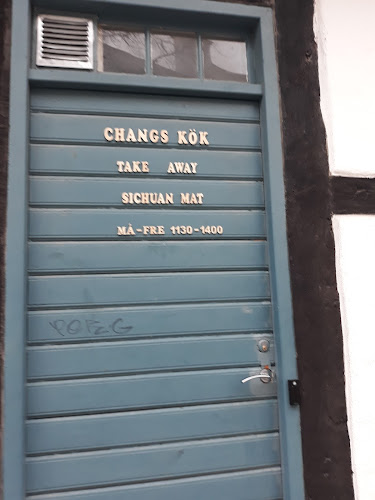 CHANGS KÖK
TAKE AWAY
SICHUAN MAT
MÅ-FRE 1130-1400